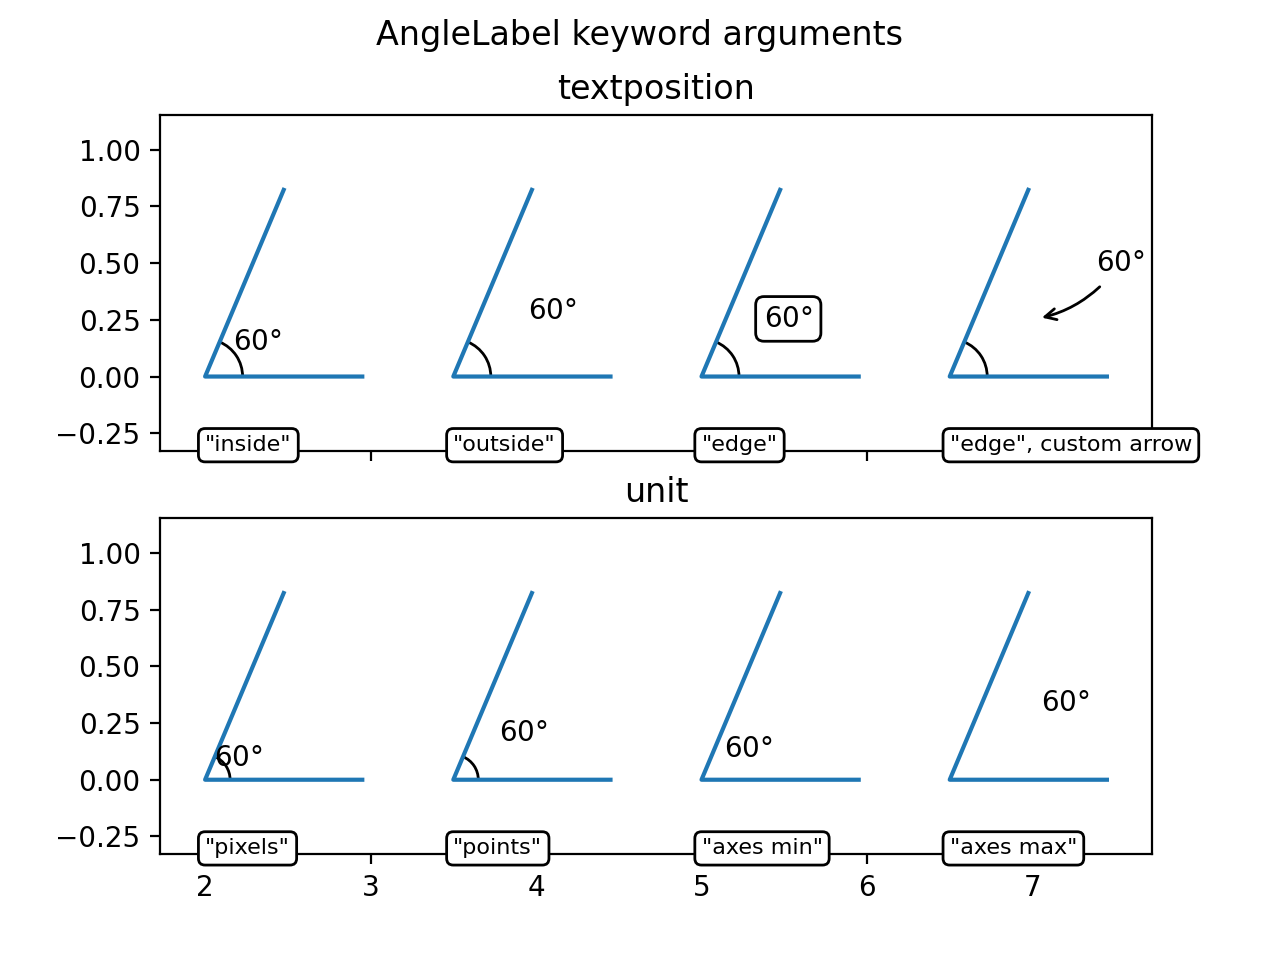 AngleLabel keyword arguments
textposition
1.00
0.75
0.50
0.25
0.00
−0.25
60°
60°
60°
60°
"inside"
"outside"
"edge"
"edge", custom arrow
unit
1.00
0.75
0.50
0.25
0.00
−0.25
60°
60°
60°
60°
"pixels"
"points"
"axes min"
"axes max"
2 3 4 5 6 7